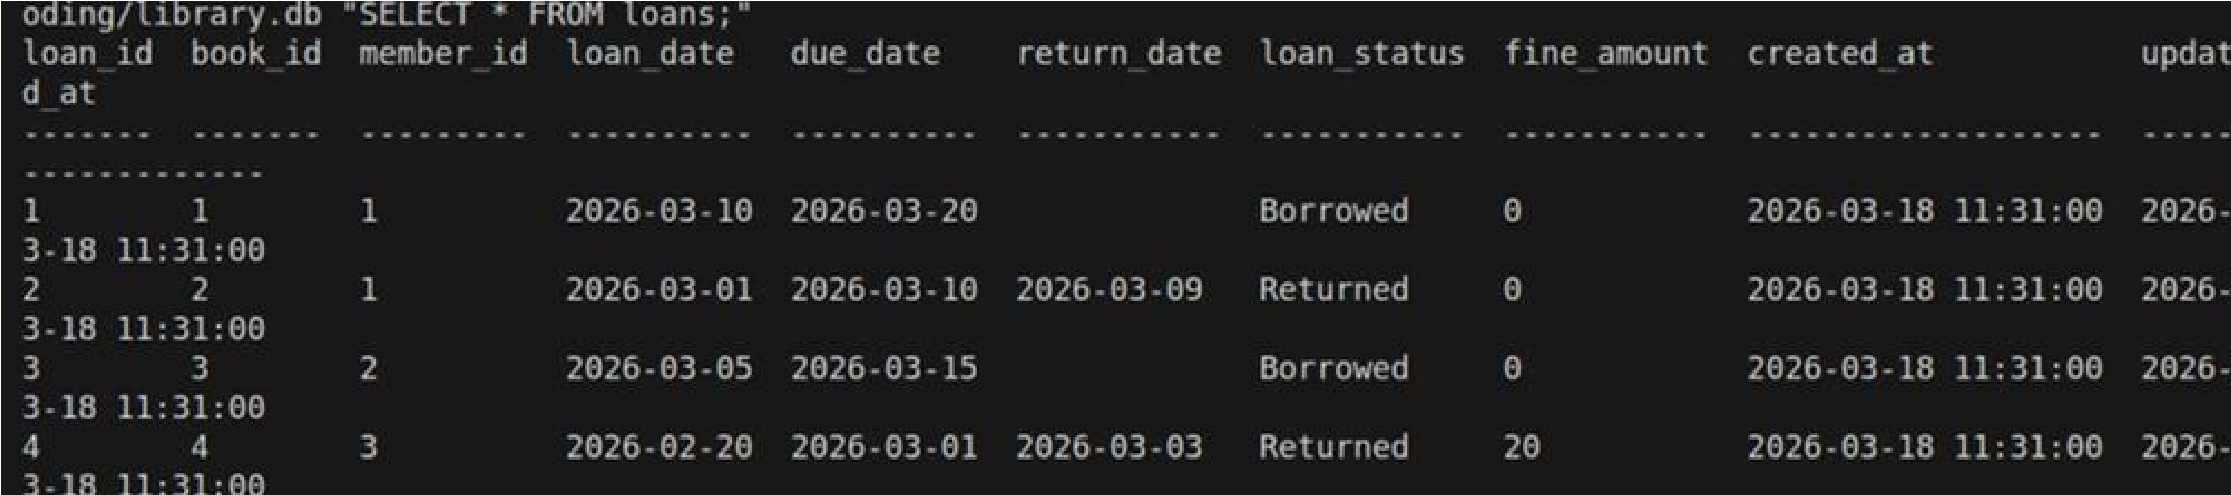 oding/library.db "SELECT * FROM loans;"
loan_id  book_id  member_id  loan_date   due_date    return_date  loan_status  fine_amount  created_at           updat
d_at
-------  -------  ---------  ----------  ----------  -----------  -----------  -----------  -------------------  -----
-------------
1        1        1          2026-03-10  2026-03-20               Borrowed     0            2026-03-18 11:31:00  2026-
3-18 11:31:00
2        2        1          2026-03-01  2026-03-10  2026-03-09   Returned     0            2026-03-18 11:31:00  2026-
3-18 11:31:00
3        3        2          2026-03-05  2026-03-15               Borrowed     0            2026-03-18 11:31:00  2026-
3-18 11:31:00
4        4        3          2026-02-20  2026-03-01  2026-03-03   Returned     20           2026-03-18 11:31:00  2026-
3-18 11:31:00